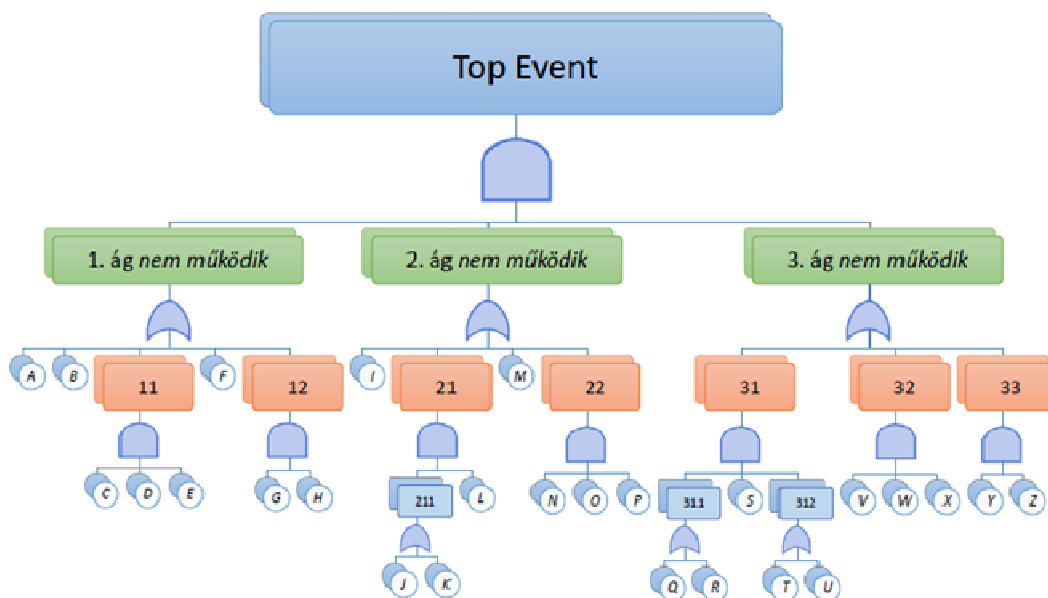 Top Event
1. ág nem működik
2. ág nem működik
3. ág nem működik
A
B
11
F
12
I
21
M
22
31
32
33
C
D
E
G
H
211
L
N
O
P
311
S
312
V
W
X
Y
Z
J
K
Q
R
T
U